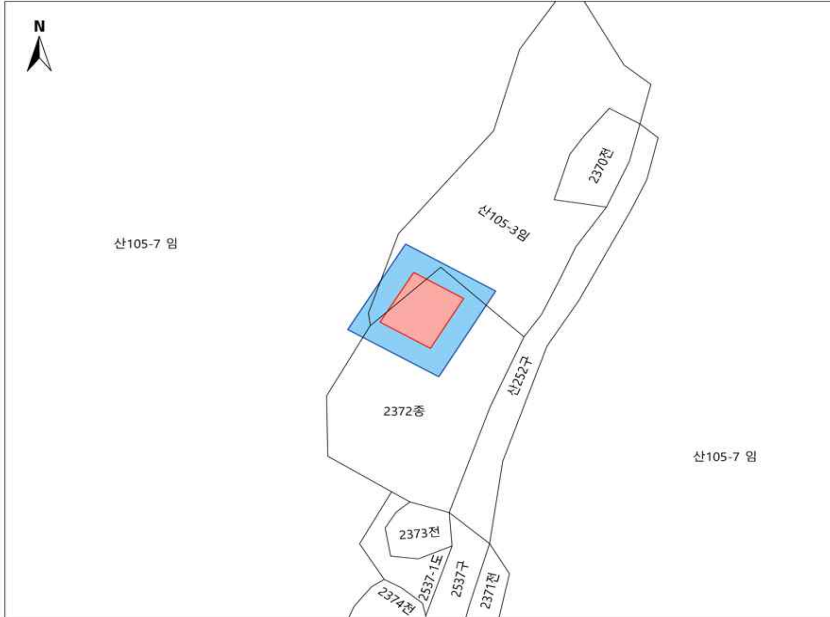 N
2370전
산105-3임
산105-7 임
산252구
2372종
산105-7 임
2373전
2537-1도
2537구
2371전
2374전